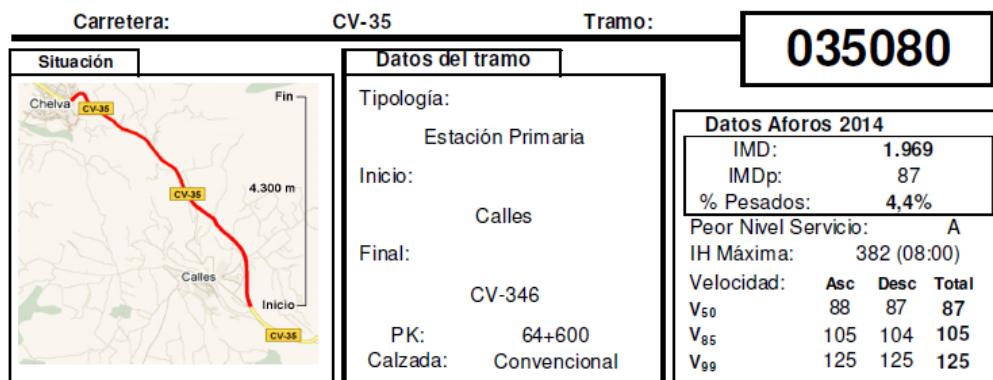 Carretera: CV-35 Tramo: 035080
Situación
Chelva
CV-35
Fin
4.300 m
CV-35
Calles
Inicio
CV-35
Datos del tramo
Tipología:
Estación Primaria
Inicio:
Calles
Final:
CV-346
PK: 64+600
Calzada: Convencional
Datos Aforos 2014
IMD: 1.969
IMDp: 87
% Pesados: 4,4%
Peor Nivel Servicio: A
IH Máxima: 382 (08:00)
Velocidad: Asc Desc Total
V50 88 87 87
V85 105 104 105
V99 125 125 125